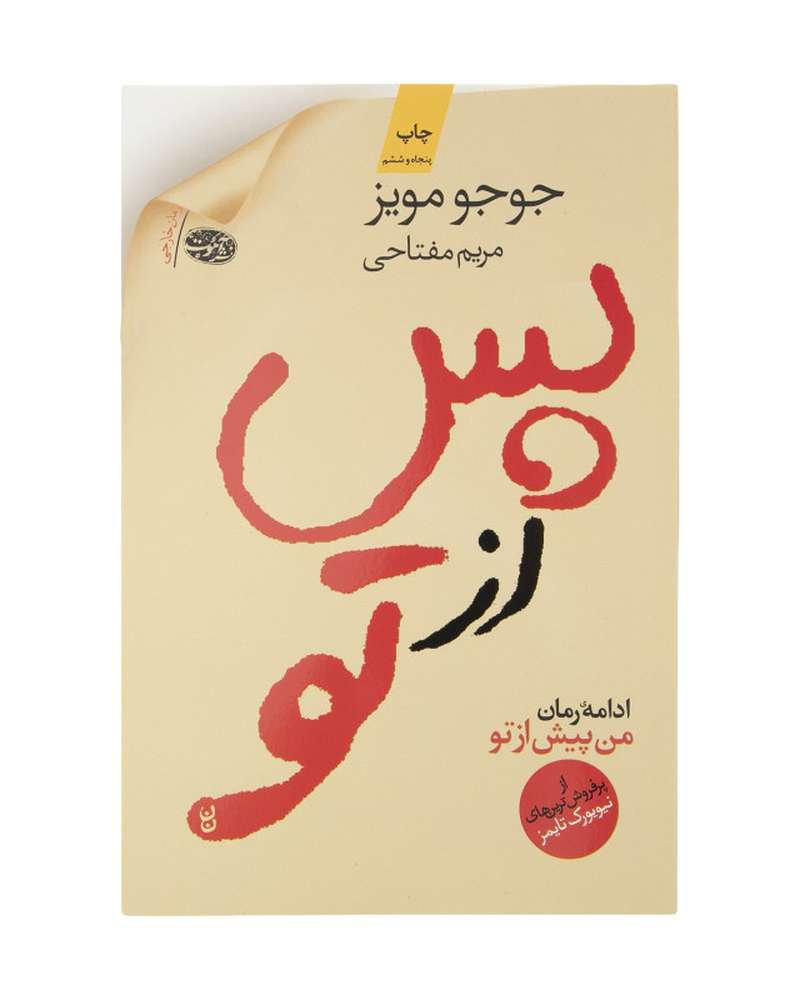 چاپ
پنجاه و ششم
جوجو مویز
مریم مفتاحی
خارجی
پس
از
تو
ادامهٔ رمان
من پیش از تو
از
پرفروش‌ترین‌های
نیویورک تایمز